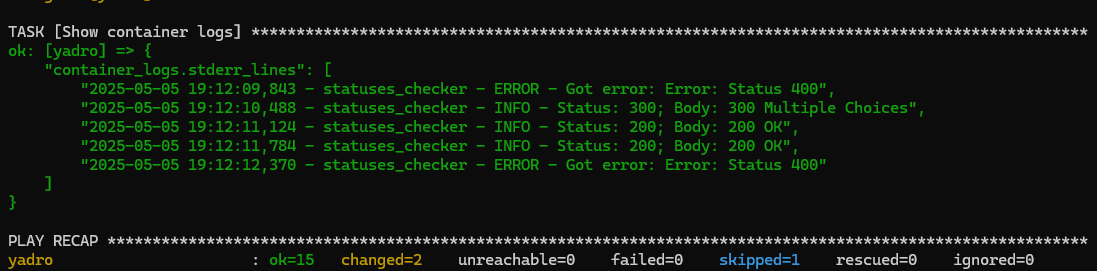 TASK [Show container logs] *********************************************************************************************
ok: [yadro] => {
    "container_logs.stderr_lines": [
        "2025-05-05 19:12:09,843 - statuses_checker - ERROR - Got error: Error: Status 400",
        "2025-05-05 19:12:10,488 - statuses_checker - INFO - Status: 300; Body: 300 Multiple Choices",
        "2025-05-05 19:12:11,124 - statuses_checker - INFO - Status: 200; Body: 200 OK",
        "2025-05-05 19:12:11,784 - statuses_checker - INFO - Status: 200; Body: 200 OK",
        "2025-05-05 19:12:12,370 - statuses_checker - ERROR - Got error: Error: Status 400"
    ]
}
PLAY RECAP *************************************************************************************************************
yadro                      : ok=15   changed=2    unreachable=0    failed=0    skipped=1    rescued=0    ignored=0